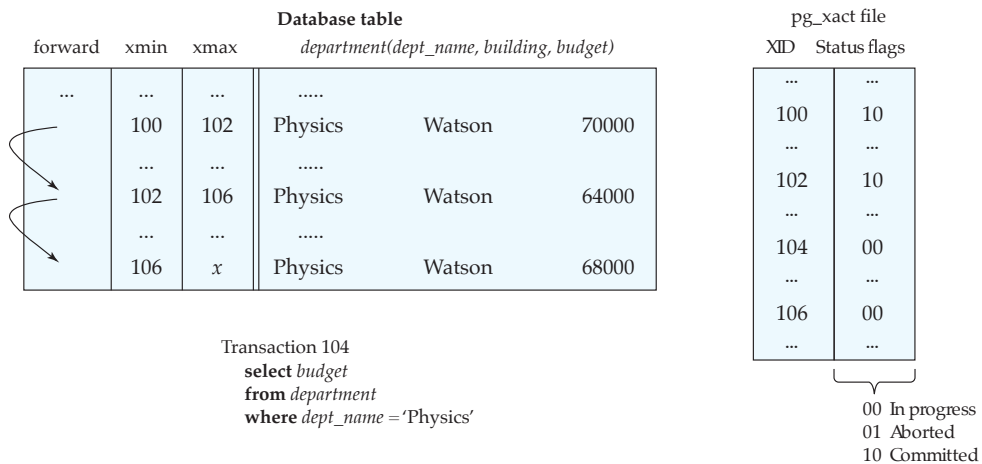 Database table
forward xmin xmax department(dept_name, building, budget)
... ... ... .....
100 102 Physics Watson 70000
... ... .....
102 106 Physics Watson 64000
... ... .....
106 x Physics Watson 68000
Transaction 104
select budget
from department
where dept_name = ‘Physics’
pg_xact file
XID Status flags
... ...
100 10
... ...
102 10
... ...
104 00
... ...
106 00
... ...
00 In progress
01 Aborted
10 Committed